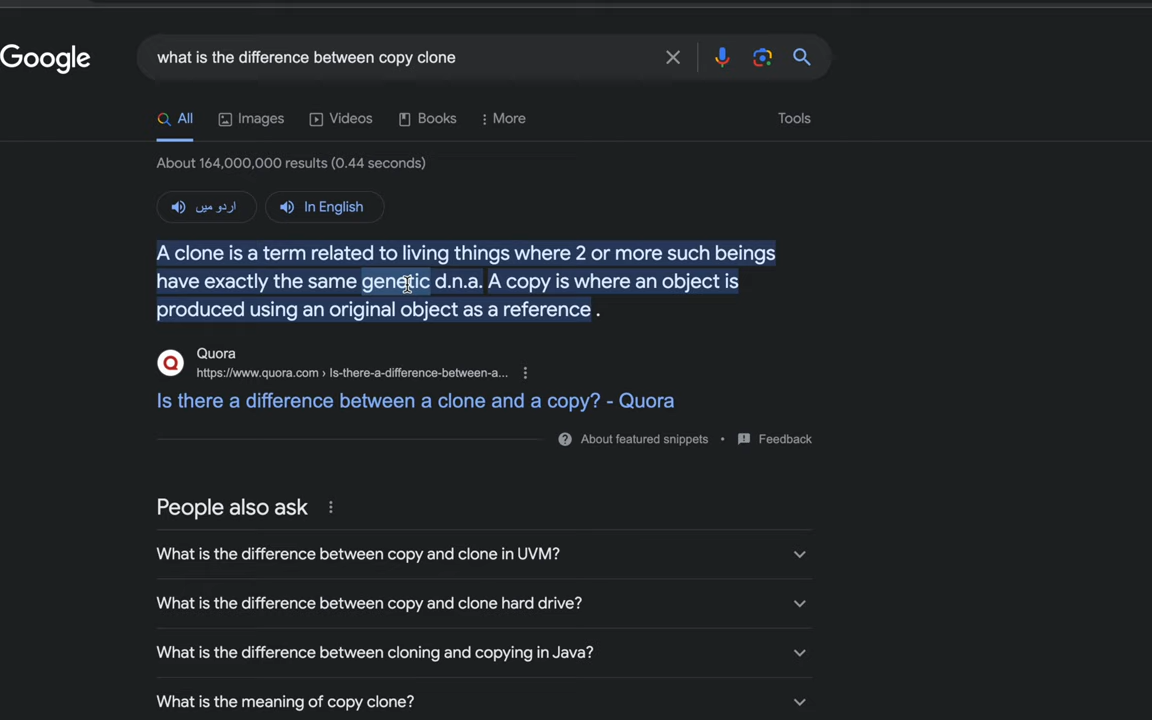 Google
what is the difference between copy clone
All Images Videos Books More Tools
About 164,000,000 results (0.44 seconds)
اردو میں In English
A clone is a term related to living things where 2 or more such beings
have exactly the same genetic d.n.a. A copy is where an object is
produced using an original object as a reference .
Quora
https://www.quora.com › Is-there-a-difference-between-a...
Is there a difference between a clone and a copy? - Quora
About featured snippets • Feedback
People also ask
What is the difference between copy and clone in UVM?
What is the difference between copy and clone hard drive?
What is the difference between cloning and copying in Java?
What is the meaning of copy clone?